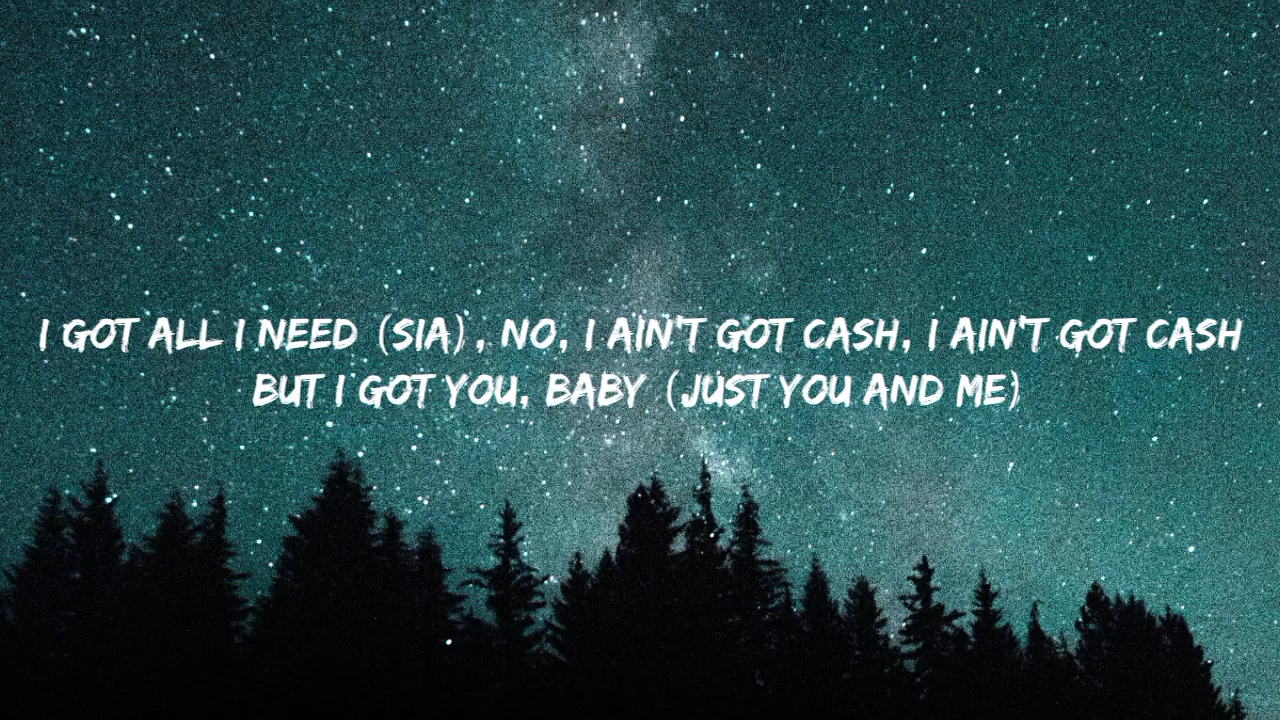 I GOT ALL I NEED (SIA), NO, I AIN'T GOT CASH, I AIN'T GOT CASH
BUT I GOT YOU, BABY (JUST YOU AND ME)